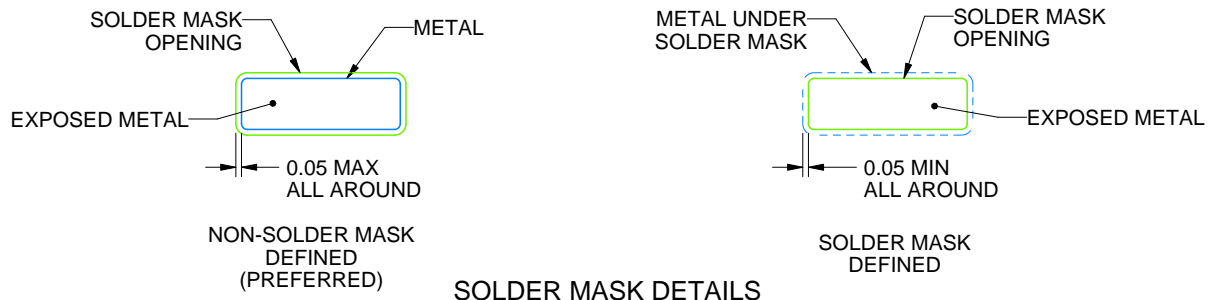 SOLDER MASK
OPENING
METAL
EXPOSED METAL
0.05 MAX
ALL AROUND
NON-SOLDER MASK
DEFINED
(PREFERRED)
METAL UNDER
SOLDER MASK
SOLDER MASK
OPENING
EXPOSED METAL
0.05 MIN
ALL AROUND
SOLDER MASK
DEFINED
SOLDER MASK DETAILS